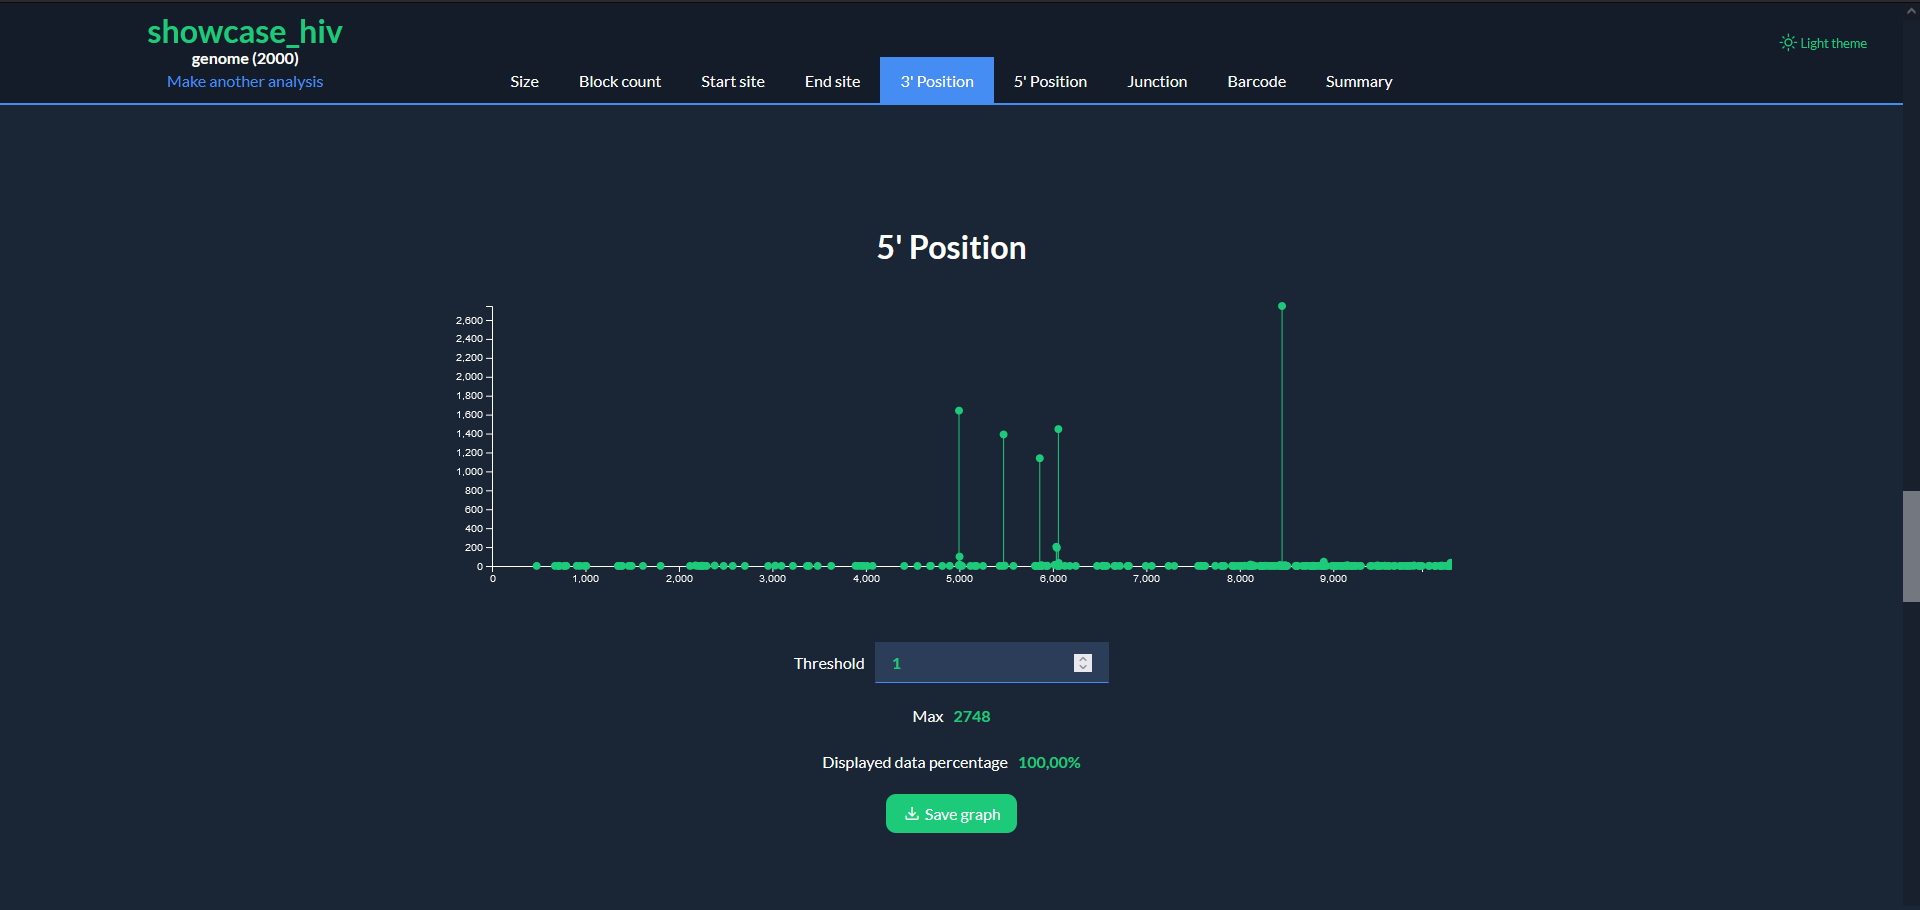 showcase_hiv
genome (2000)
Make another analysis
Size
Block count
Start site
End site
3' Position
5' Position
Junction
Barcode
Summary
Light theme
5' Position
2,600
2,400
2,200
2,000
1,800
1,600
1,400
1,200
1,000
800
600
400
200
0
0
1,000
2,000
3,000
4,000
5,000
6,000
7,000
8,000
9,000
Threshold 1
Max 2748
Displayed data percentage 100,00%
Save graph